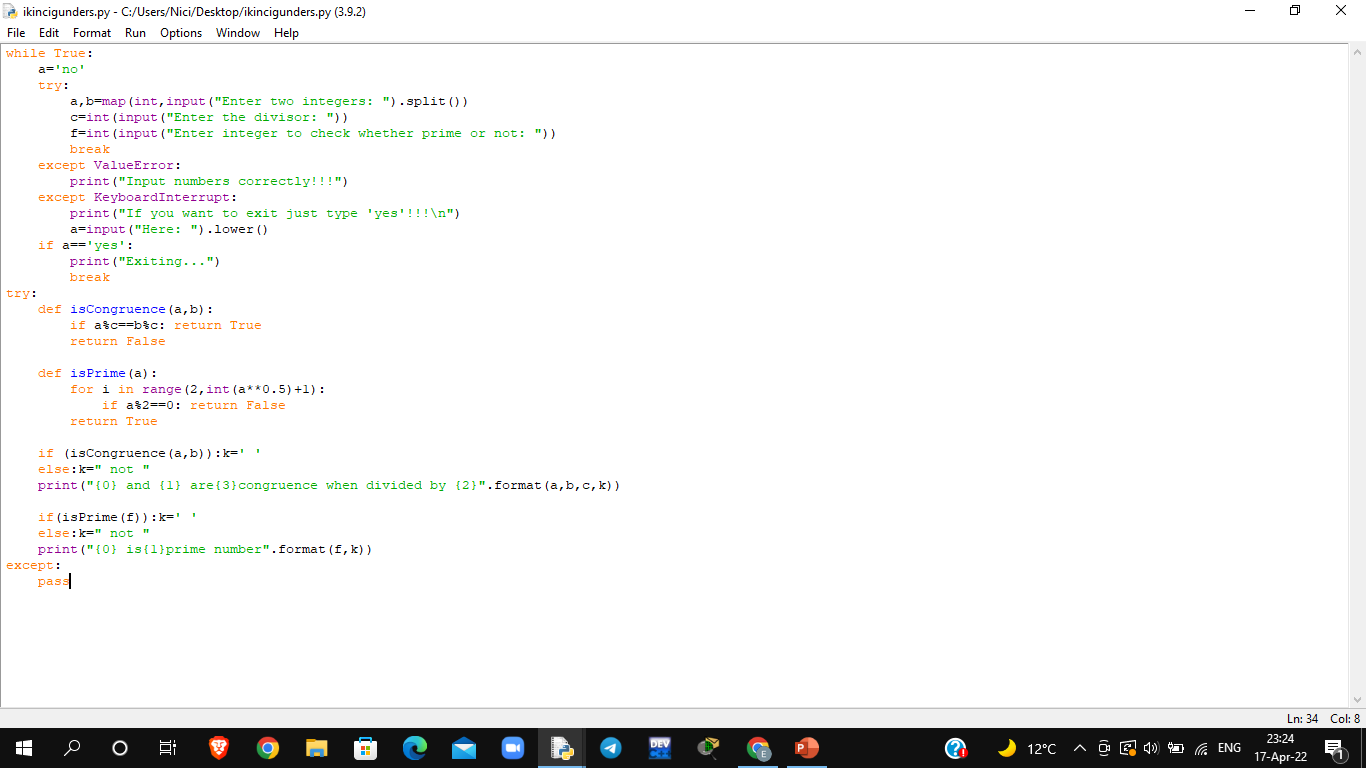 ikincigunders.py - C:/Users/Nici/Desktop/ikincigunders.py (3.9.2)
File Edit Format Run Options Window Help
while True:
    a='no'
    try:
        a,b=map(int,input("Enter two integers: ").split())
        c=int(input("Enter the divisor: "))
        f=int(input("Enter integer to check whether prime or not: "))
        break
    except ValueError:
        print("Input numbers correctly!!!")
    except KeyboardInterrupt:
        print("If you want to exit just type 'yes'!!!\n")
        a=input("Here: ").lower()
    if a=='yes':
        print("Exiting...")
        break
try:
    def isCongruence(a,b):
        if a%c==b%c: return True
        return False

    def isPrime(a):
        for i in range(2,int(a**0.5)+1):
            if a%2==0: return False
        return True

    if (isCongruence(a,b)):k=' '
    else:k=" not "
    print("{0} and {1} are{3}congruence when divided by {2}".format(a,b,c,k))

    if(isPrime(f)):k=' '
    else:k=" not "
    print("{0} is{1}prime number".format(f,k))
except:
    pass
Ln: 34 Col: 8
DEV
E
P
12°C
ENG
23:24
17-Apr-22
1